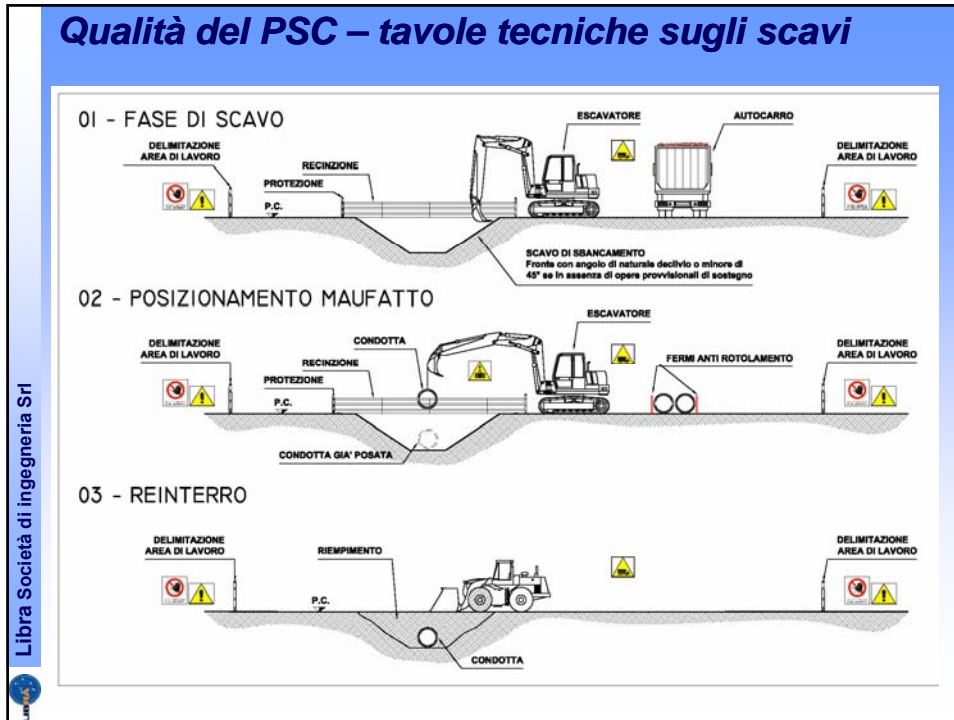 Qualità del PSC – tavole tecniche sugli scavi
01 - FASE DI SCAVO
ESCAVATORE
AUTOCARRO
DELIMITAZIONE
AREA DI LAVORO
RECINZIONE
PROTEZIONE
P.C.
DELIMITAZIONE
AREA DI LAVORO
SCAVO DI SBANCAMENTO
Fronte con angolo di naturale declivio o minore di
45° se in assenza di opere provvisionali di sostegno
02 - POSIZIONAMENTO MAUFATTO
ESCAVATORE
CONDOTTA
DELIMITAZIONE
AREA DI LAVORO
RECINZIONE
PROTEZIONE
P.C.
FERMI ANTI ROTOLAMENTO
DELIMITAZIONE
AREA DI LAVORO
CONDOTTA GIA' POSATA
03 - REINTERRO
DELIMITAZIONE
AREA DI LAVORO
RIEMPIMENTO
P.C.
DELIMITAZIONE
AREA DI LAVORO
CONDOTTA
Libra Società di ingegneria Srl